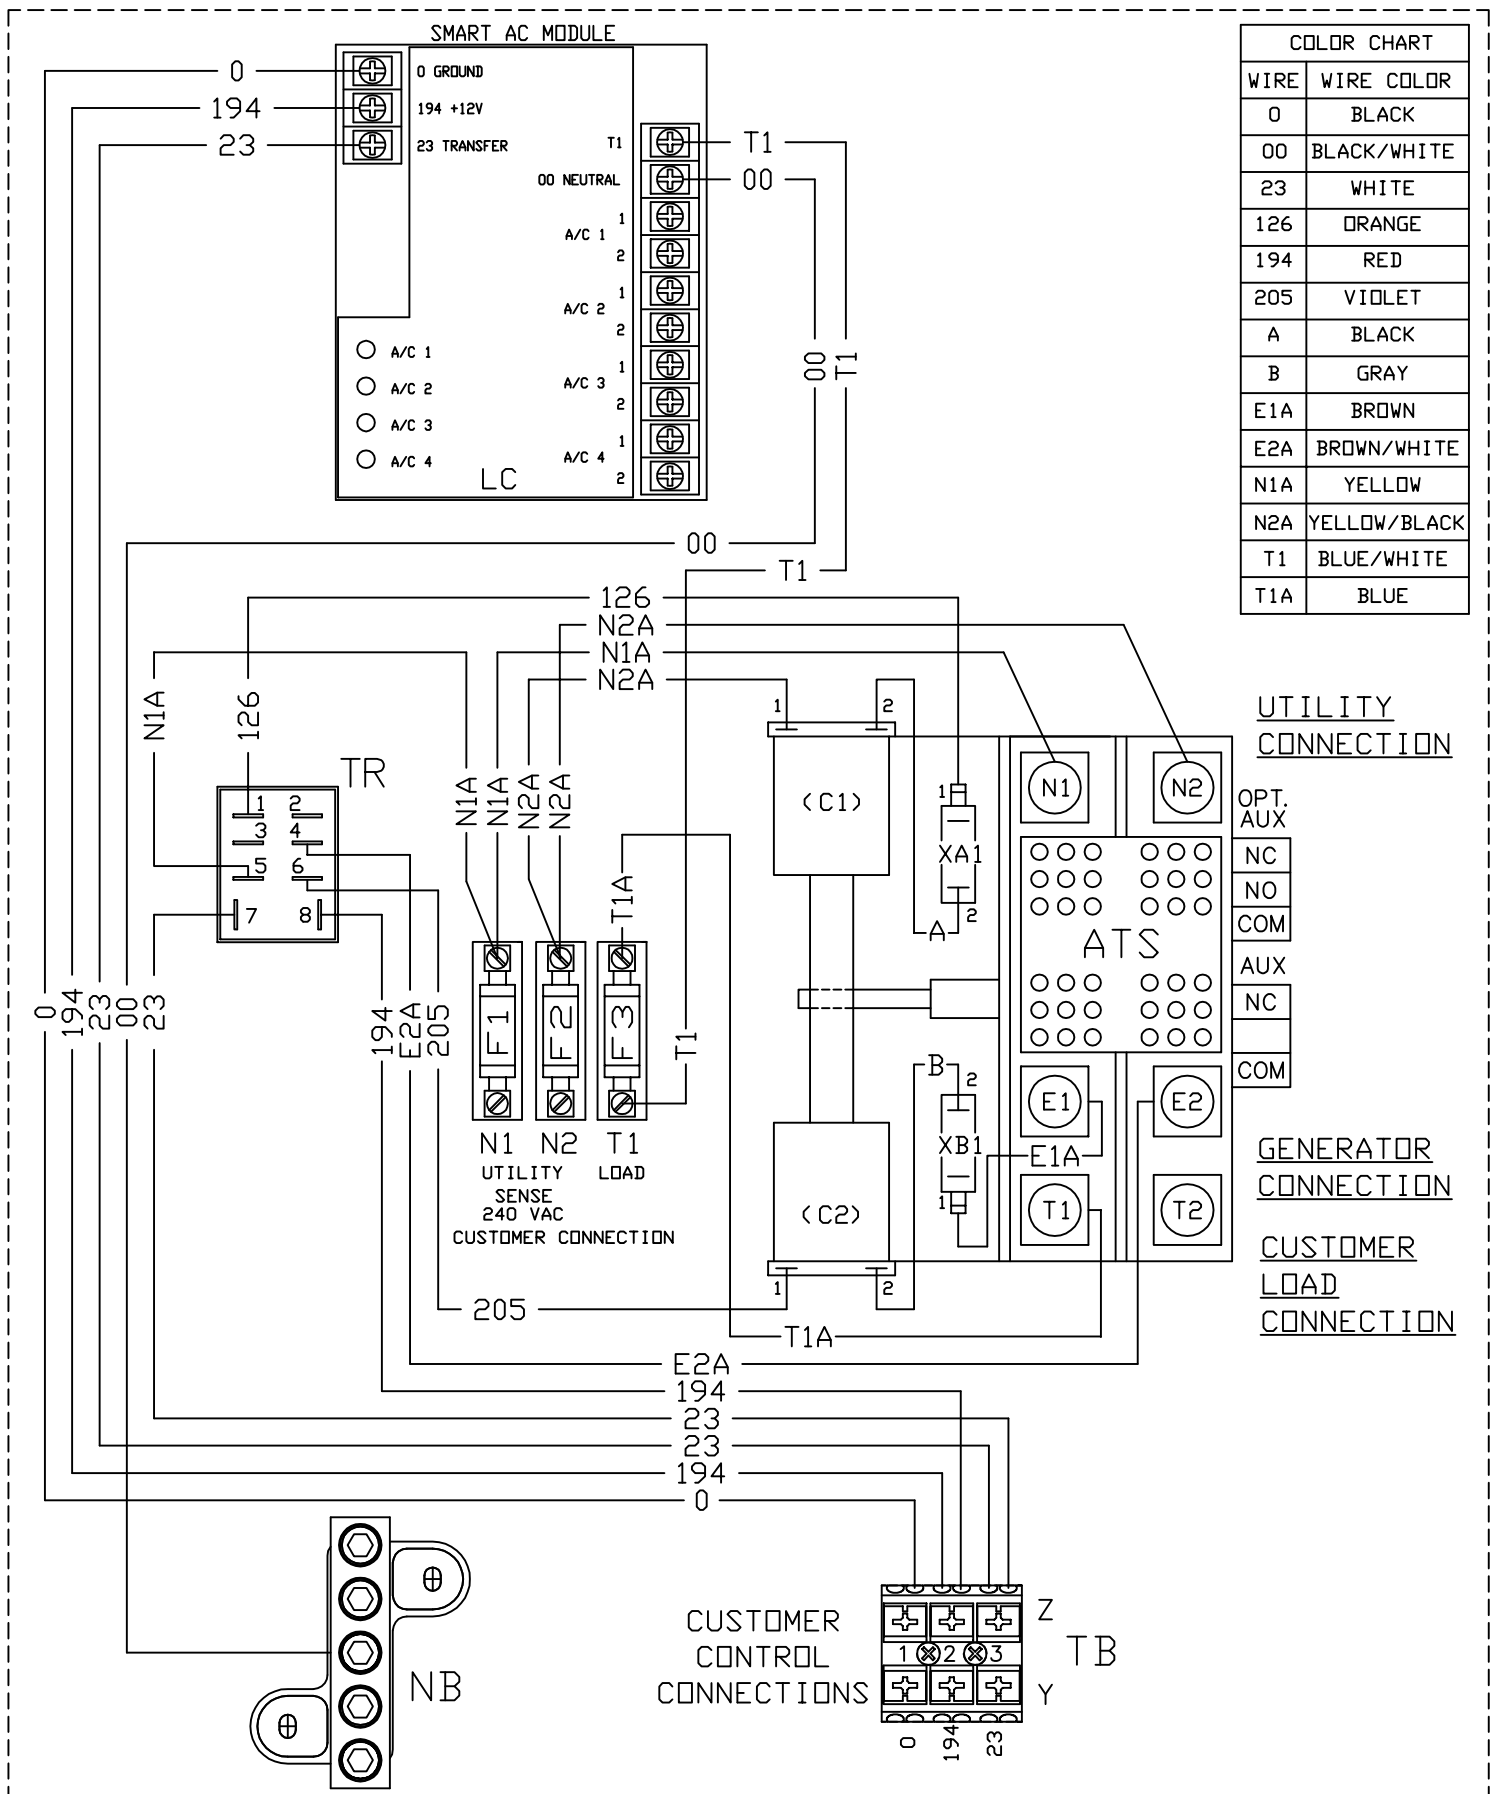 SMART AC MODULE
0
0 GROUND
194
194 +12V
23
23 TRANSFER
T1
T1
00 NEUTRAL
00
1
A/C 1
2
1
A/C 2
2
1
A/C 3
2
1
A/C 4
2
A/C 1
A/C 2
A/C 3
A/C 4
LC
00
T1
COLOR CHART
WIRE WIRE COLOR
0 BLACK
00 BLACK/WHITE
23 WHITE
126 ORANGE
194 RED
205 VIOLET
A BLACK
B GRAY
E1A BROWN
E2A BROWN/WHITE
N1A YELLOW
N2A YELLOW/BLACK
T1 BLUE/WHITE
T1A BLUE
00
T1
126
N2A
N1A
N2A
N1A
126
TR
1 2
3 4
5 6
7 8
N1A
N1A
N2A
N2A
T1A
1 2
(C1)
1
XA1
2
A
N1
N2
UTILITY
CONNECTION
OPT.
AUX
NC
NO
COM
AUX
NC
COM
ATS
0
194
23
00
23
194
E2A
205
F1
F2
F3
T1
N1 N2 T1
UTILITY LOAD
SENSE
240 VAC
CUSTOMER CONNECTION
B
2
XB1
1
E1
E2
E1A
T1
T2
(C2)
1 2
GENERATOR
CONNECTION
CUSTOMER
LOAD
CONNECTION
205
T1A
E2A
194
23
23
194
0
NB
CUSTOMER
CONTROL
CONNECTIONS
Z
1 2 3
TB
Y
0
194
23